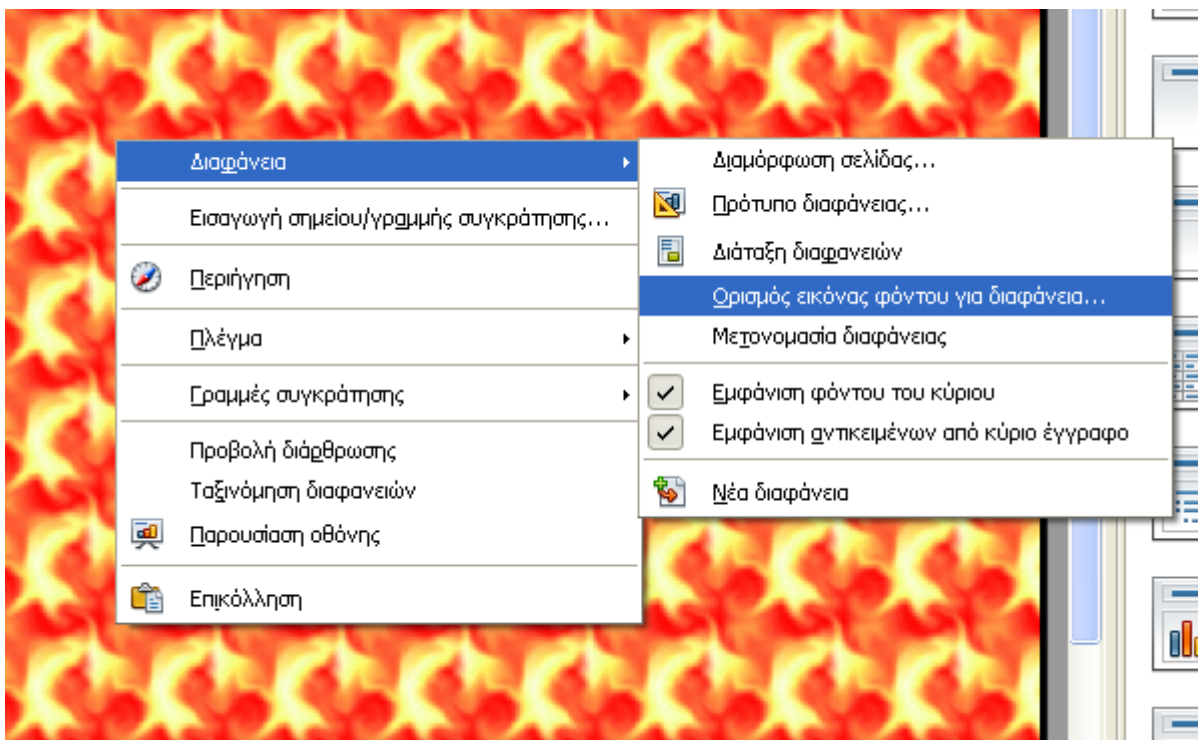 Διαφάνεια
Εισαγωγή σημείου/γραμμής συγκράτησης...
Περιήγηση
Πλέγμα
Γραμμές συγκράτησης
Προβολή διάρθρωσης
Ταξινόμηση διαφανειών
Παρουσίαση οθόνης
Επικόλληση
Διαμόρφωση σελίδας...
Πρότυπο διαφάνειας...
Διάταξη διαφανειών
Ορισμός εικόνας φόντου για διαφάνεια...
Μετονομασία διαφάνειας
Εμφάνιση φόντου του κύριου
Εμφάνιση αντικειμένων από κύριο έγγραφο
Νέα διαφάνεια